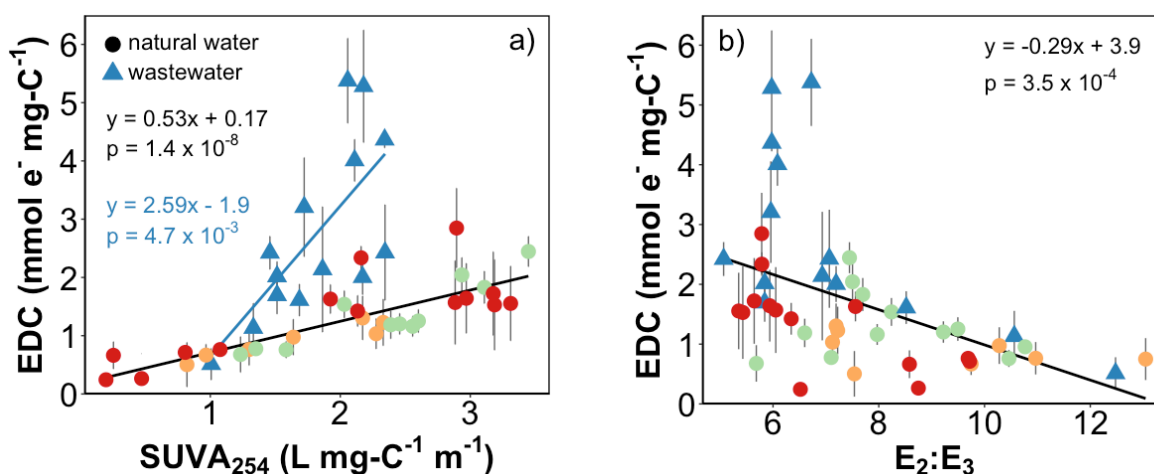 a)
natural water
wastewater
y = 0.53x + 0.17
p = 1.4 x 10⁻⁸
y = 2.59x - 1.9
p = 4.7 x 10⁻³
EDC (mmol e⁻ mg-C⁻¹)
6
5
4
3
2
1
0
1
2
3
SUVA₂₅₄ (L mg-C⁻¹ m⁻¹)
b)
y = -0.29x + 3.9
p = 3.5 x 10⁻⁴
EDC (mmol e⁻ mg-C⁻¹)
6
5
4
3
2
1
0
6
8
10
12
E₂:E₃